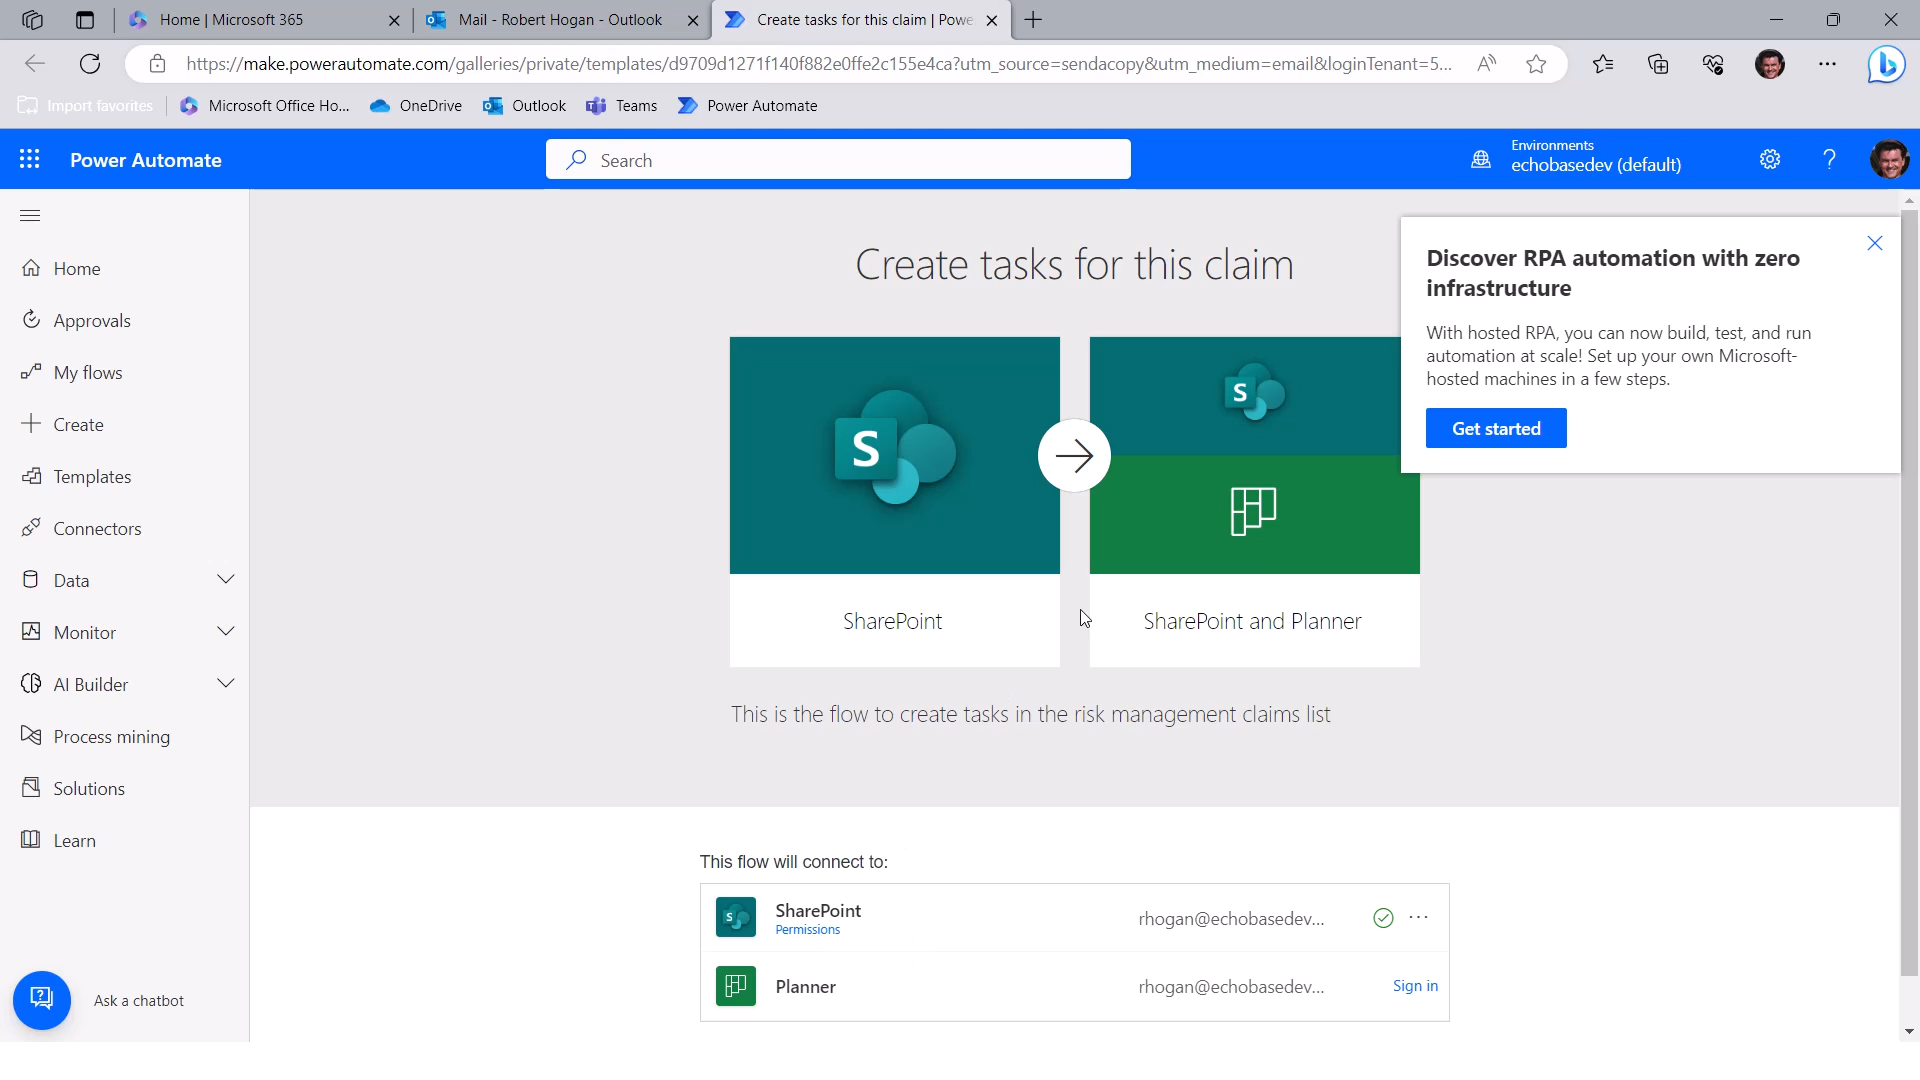 Home | Microsoft 365
Mail - Robert Hogan - Outlook
Create tasks for this claim | Powe
https://make.powerautomate.com/galleries/private/templates/d9709d1271f140f882e0ffe2c155e4ca?utm_source=sendacopy&utm_medium=email&loginTenant=5...
Import favorites
Microsoft Office Ho...
OneDrive
Outlook
Teams
Power Automate
Power Automate
Search
Environments
echobasedev (default)
Home
Approvals
My flows
Create
Templates
Connectors
Data
Monitor
AI Builder
Process mining
Solutions
Learn
Ask a chatbot
Create tasks for this claim
S
S
SharePoint
SharePoint and Planner
This is the flow to create tasks in the risk management claims list
Discover RPA automation with zero
infrastructure
With hosted RPA, you can now build, test, and run
automation at scale! Set up your own Microsoft-
hosted machines in a few steps.
Get started
This flow will connect to:
S
SharePoint
Permissions
rhogan@echobasedev...
Planner
rhogan@echobasedev...
Sign in